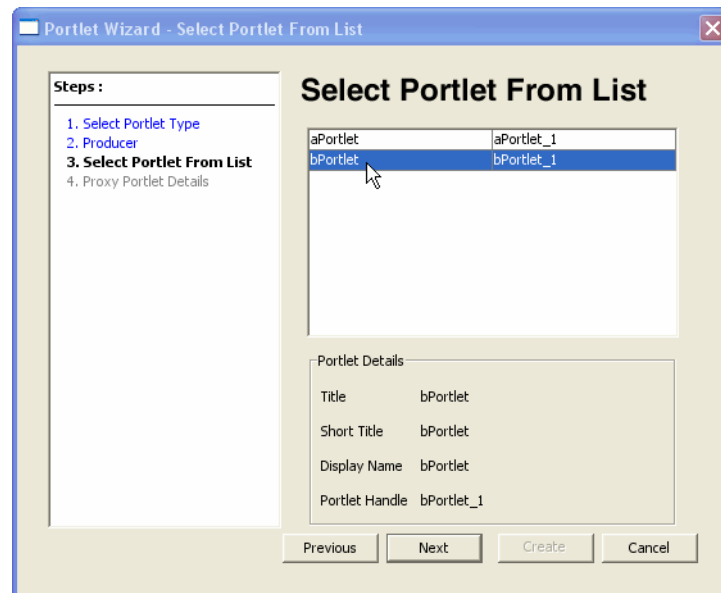 Portlet Wizard - Select Portlet From List
Steps :
1. Select Portlet Type
2. Producer
3. Select Portlet From List
4. Proxy Portlet Details
Select Portlet From List
aPortlet aPortlet_1
bPortlet bPortlet_1
Portlet Details
Title bPortlet
Short Title bPortlet
Display Name bPortlet
Portlet Handle bPortlet_1
Previous Next Create Cancel